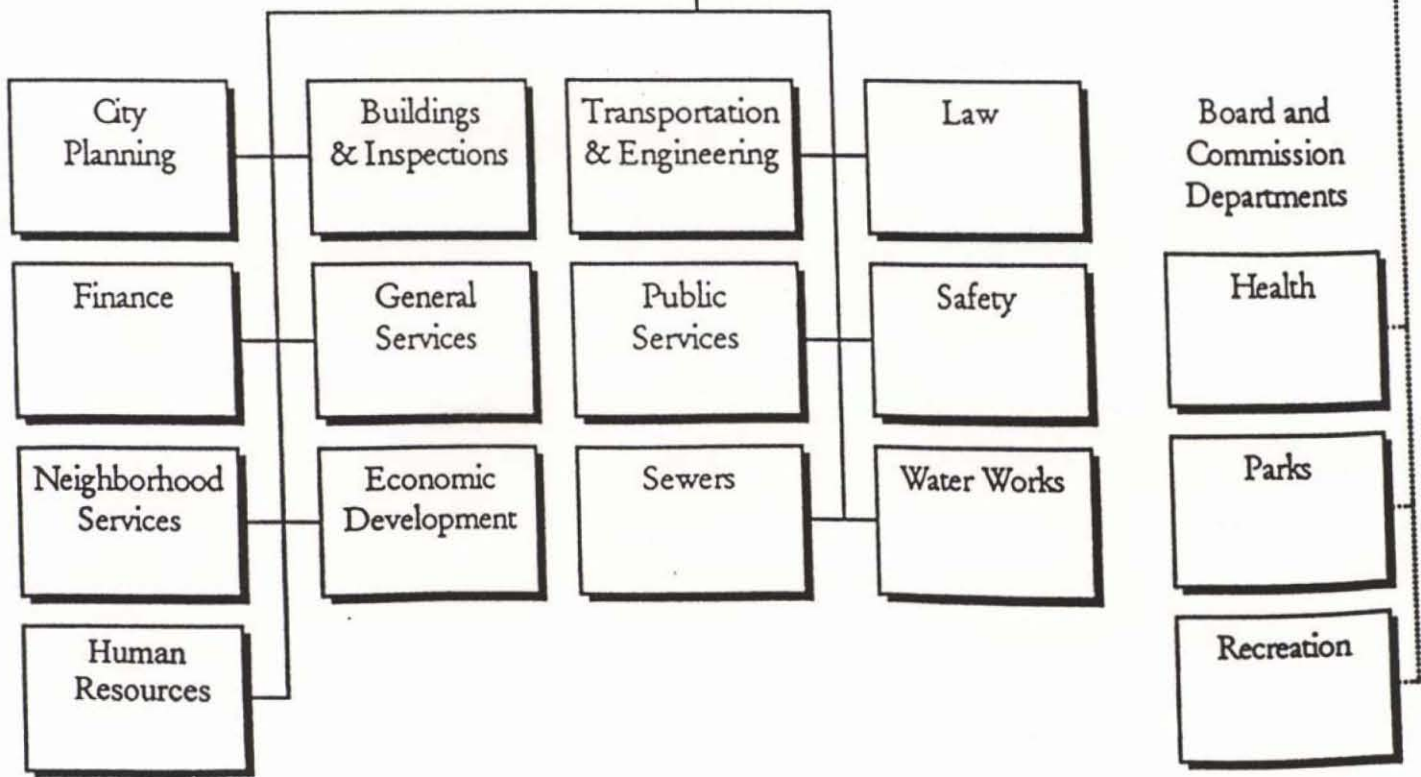 City
Planning
Buildings
& Inspections
Transportation
& Engineering
Law
Board and
Commission
Departments
Finance
General
Services
Public
Services
Safety
Health
Neighborhood
Services
Economic
Development
Sewers
Water Works
Parks
Human
Resources
Recreation